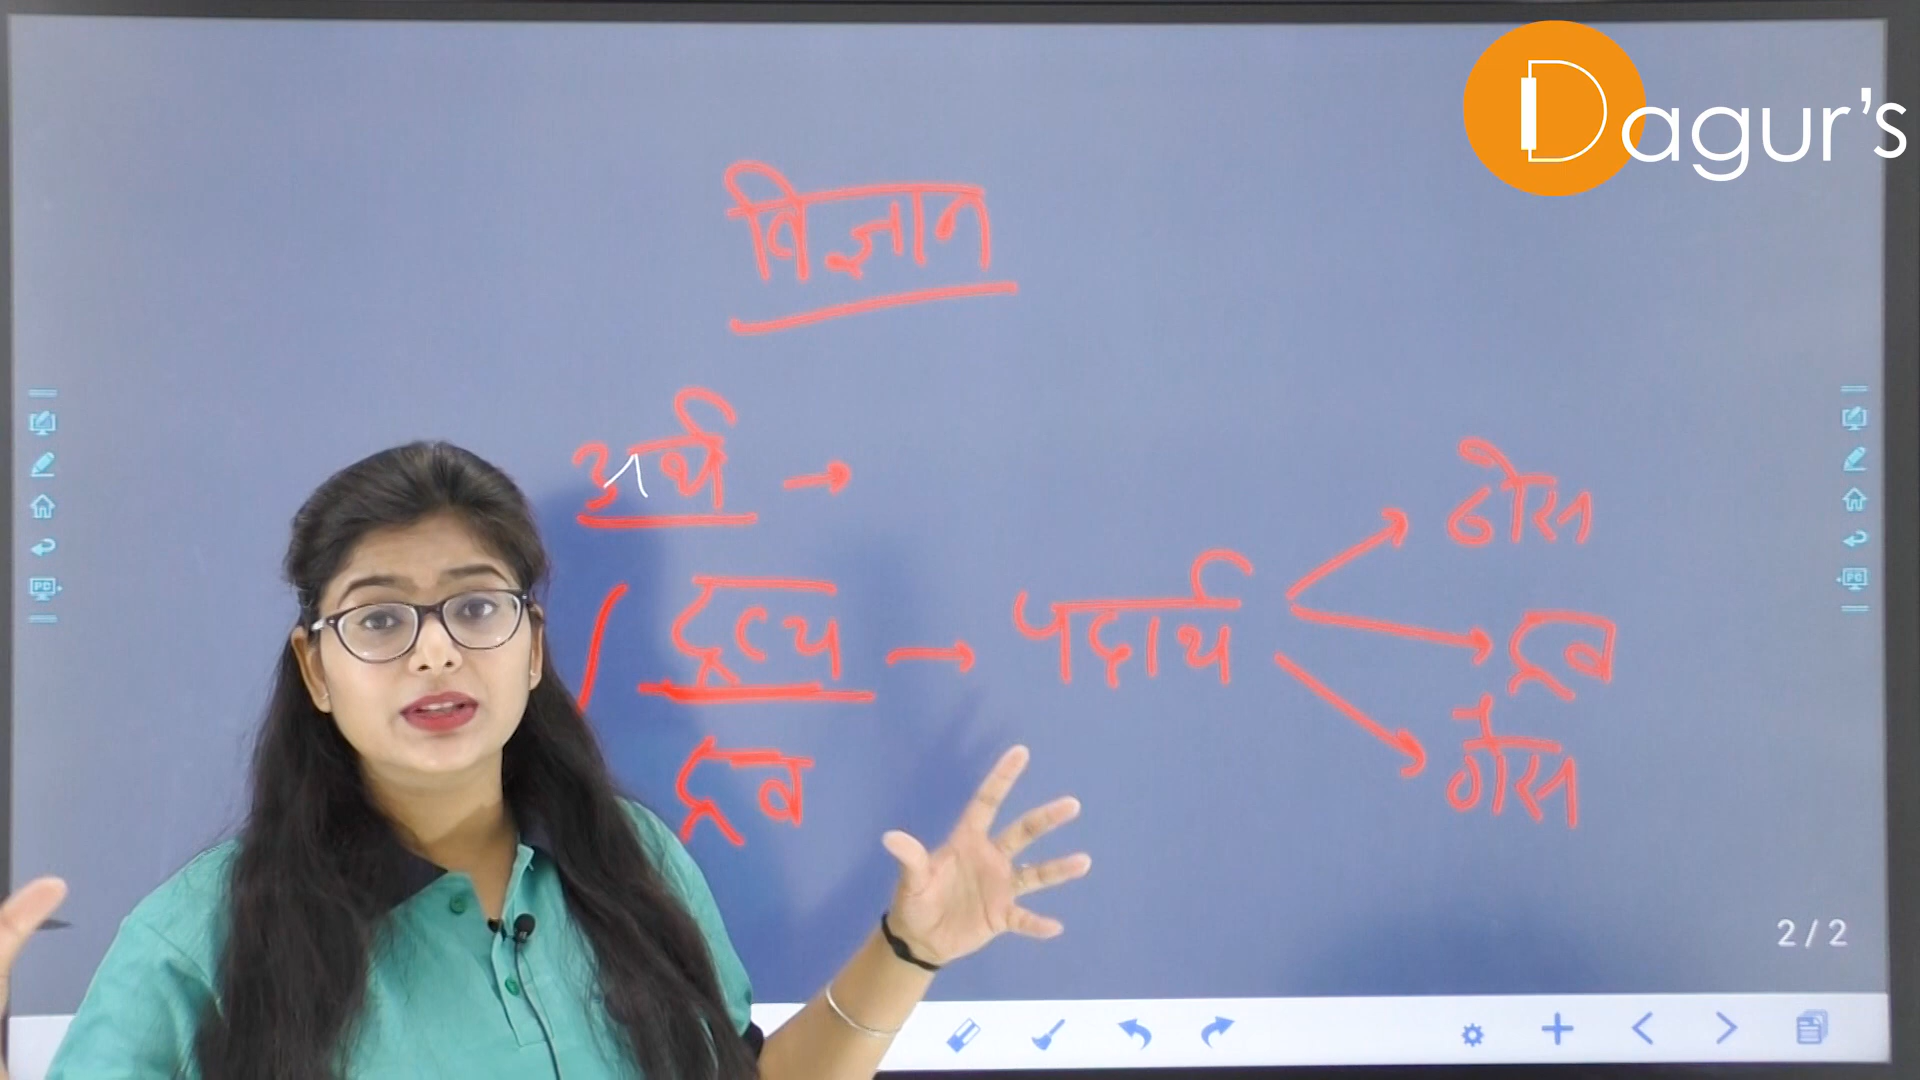 Dagur's
विज्ञान
अर्थ →
द्रव्य → पदार्थ
ठोस
द्रव
गैस
द्रव
2/2